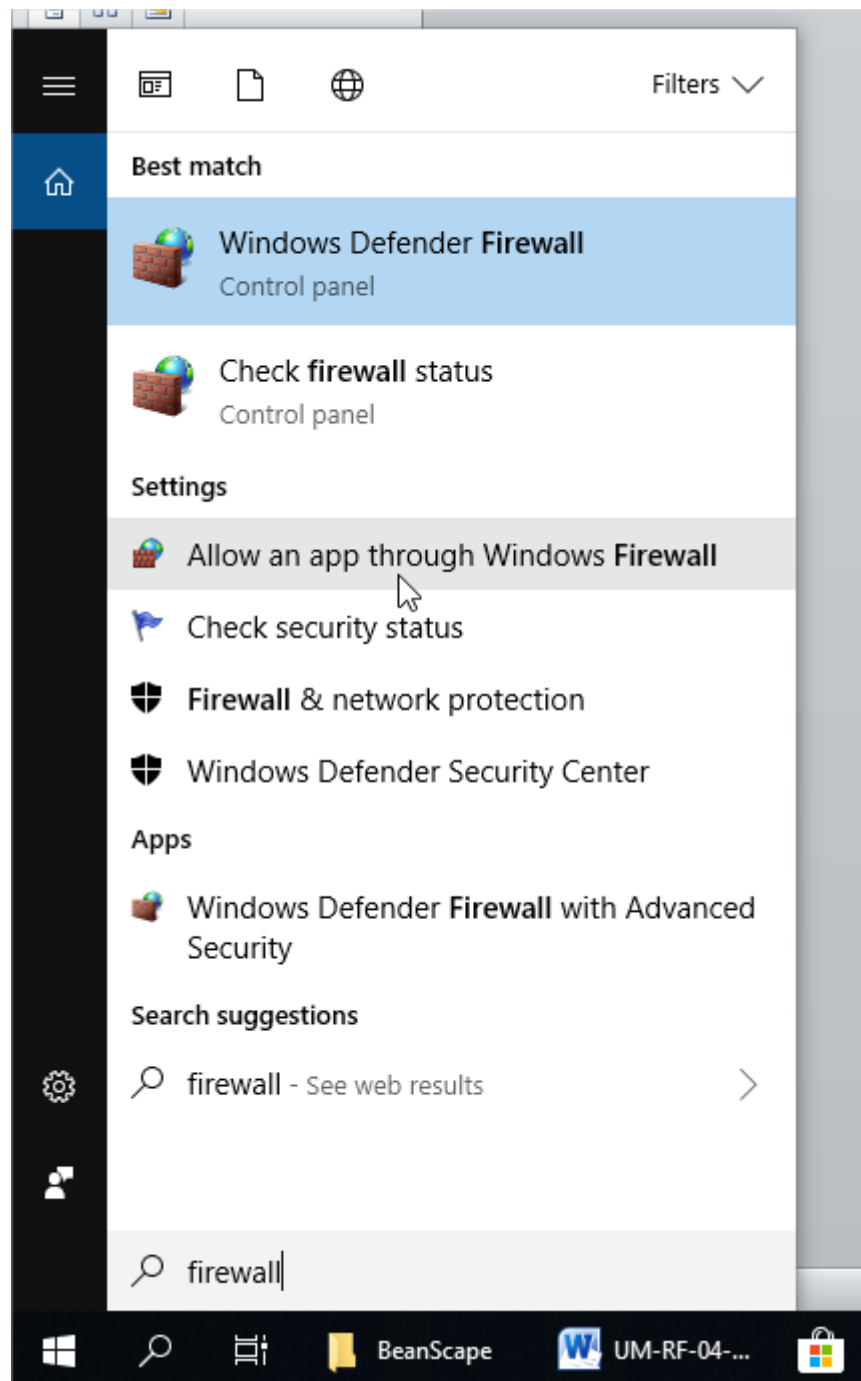 Filters
Best match
Windows Defender Firewall
Control panel
Check firewall status
Control panel
Settings
Allow an app through Windows Firewall
Check security status
Firewall & network protection
Windows Defender Security Center
Apps
Windows Defender Firewall with Advanced
Security
Search suggestions
firewall - See web results
firewall
BeanScape UM-RF-04-...